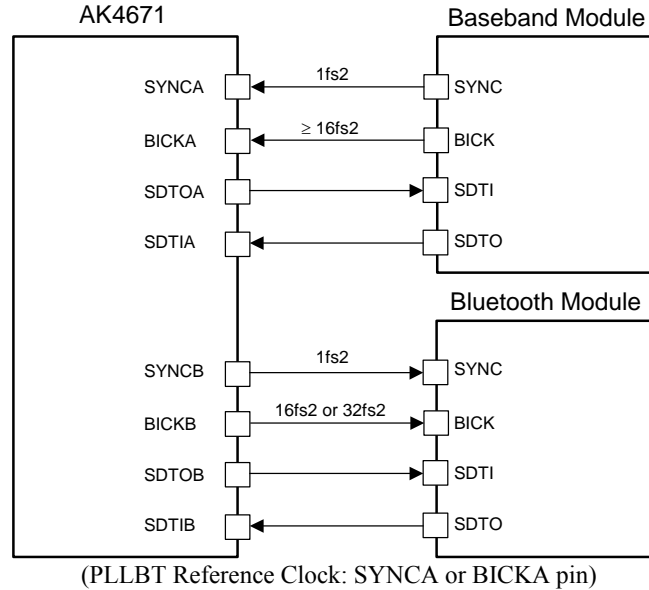 AK4671
Baseband Module
SYNCA
1fs2
SYNC
BICKA
≥ 16fs2
BICK
SDTOA
SDTI
SDTIA
SDTO
Bluetooth Module
SYNCB
1fs2
SYNC
BICKB
16fs2 or 32fs2
BICK
SDTOB
SDTI
SDTIB
SDTO
(PLLBT Reference Clock: SYNCA or BICKA pin)